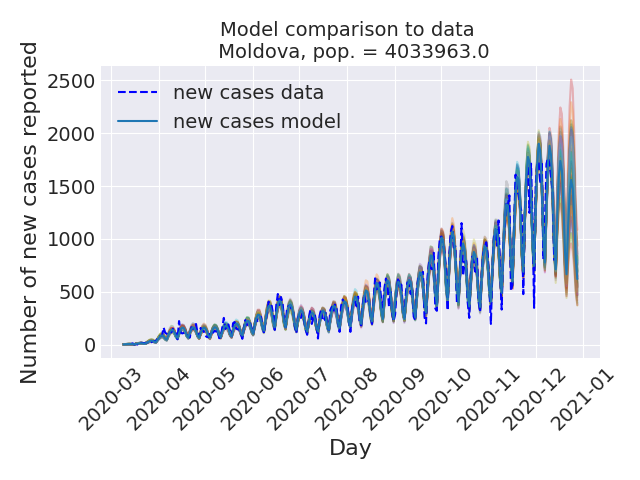 Model comparison to data
Moldova, pop. = 4033963.0
Number of new cases reported
2500
2000
1500
1000
500
0
new cases data
new cases model
2020-03
2020-04
2020-05
2020-06
2020-07
2020-08
2020-09
2020-10
2020-11
2020-12
2021-01
Day